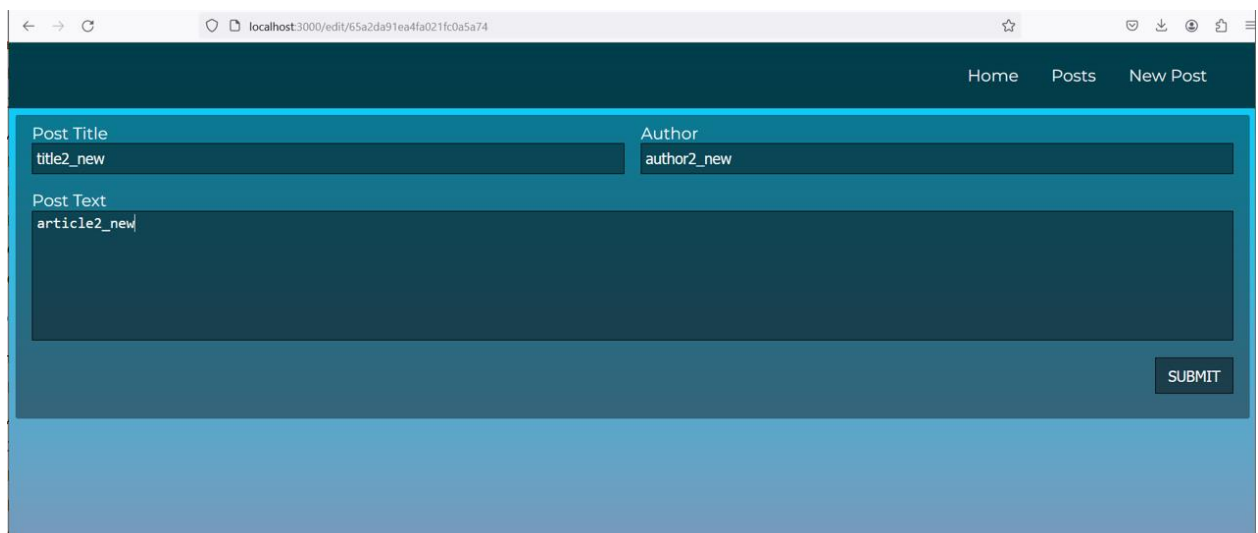 localhost:3000/edit/65a2da91ea4fa021fc0a5a74
Home Posts New Post
Post Title Author
title2_new author2_new
Post Text
article2_new
SUBMIT